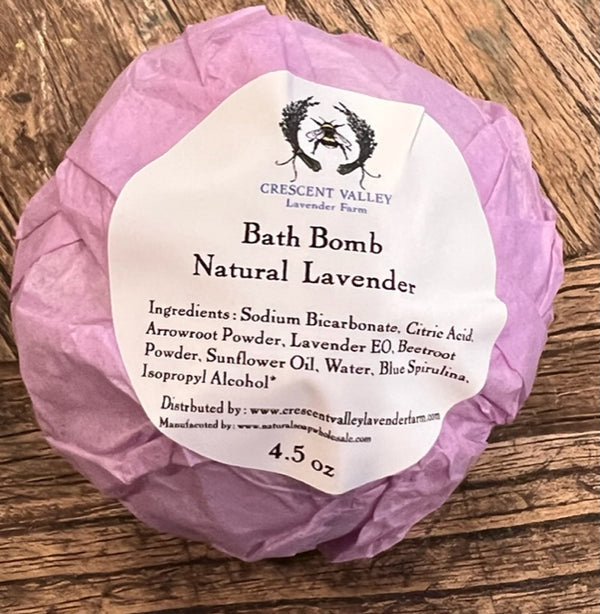 CRESCENT VALLEY
Lavender Farm
Bath Bomb
Natural Lavender
Ingredients: Sodium Bicarbonate, Citric Acid,
Arrowroot Powder, Lavender EO, Beetroot
Powder, Sunflower Oil, Water, Blue Spirulina,
Isopropyl Alcohol*
Distrbuted by: www.crescentvalleylavenderfarm.com
Manufacuted by: www.naturalsoapwholesale.com
4.5 oz